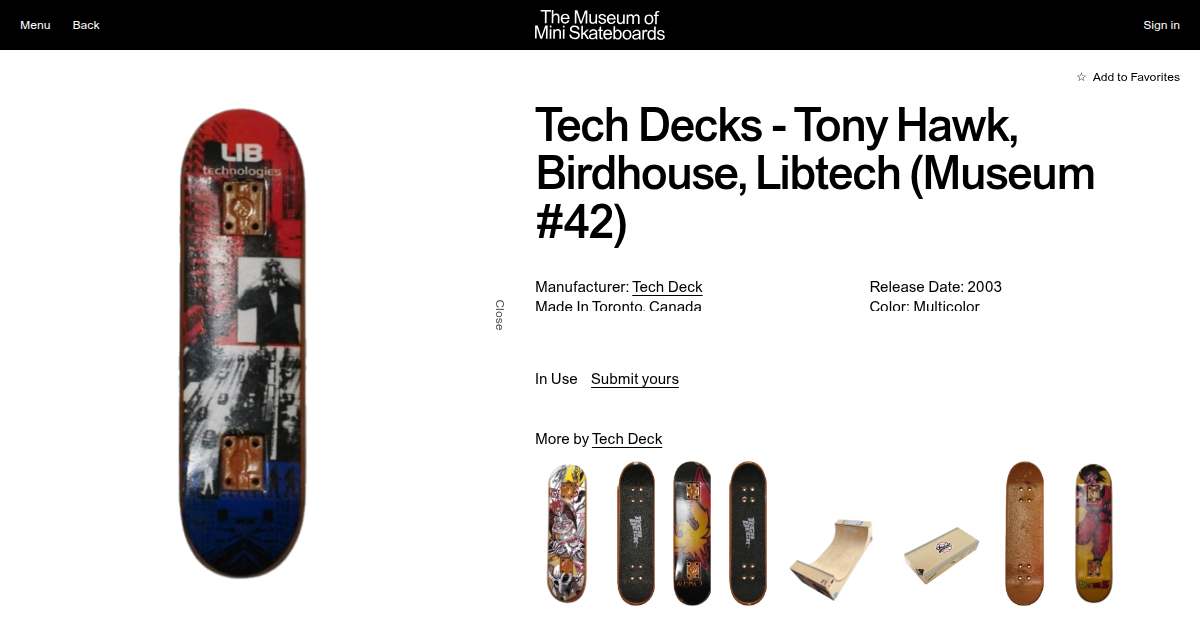 Menu
Back
The Museum of
Mini Skateboards
Sign in
☆ Add to Favorites
LIB
technologies
Tech Decks - Tony Hawk,
Birdhouse, Libtech (Museum
#42)
Manufacturer: Tech Deck
Release Date: 2003
Made In Toronto, Canada
Color: Multicolor
Close
In Use
Submit yours
More by Tech Deck